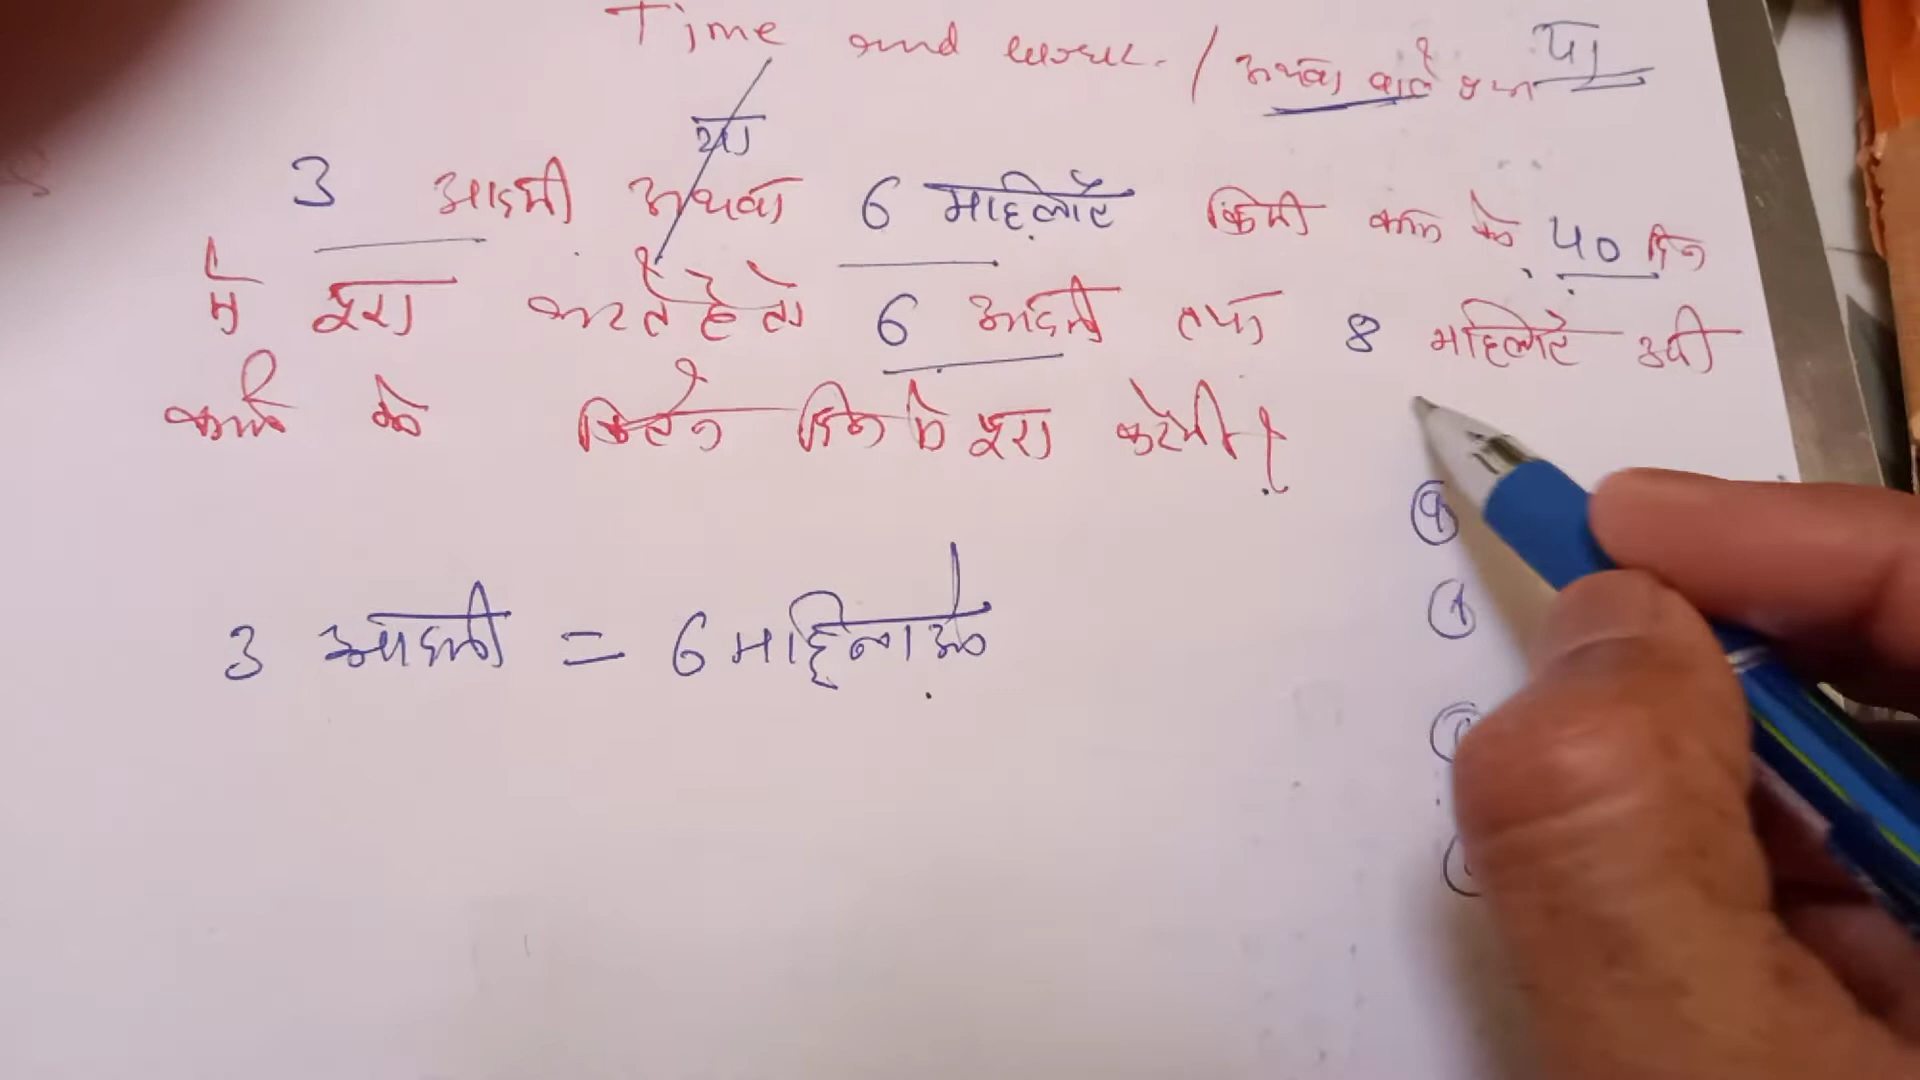 Time and work. / अथवा वाले प्रश्न या
या
3 आदमी अथवा 6 महिलाएँ किसी काम को 40 दिन
में पूरा करते है तो 6 आदमी तथा 8 महिलाएँ उसी
कार्य को कितने दिन में पूरा करेगी ?
3 आदमी = 6 महिलाओं